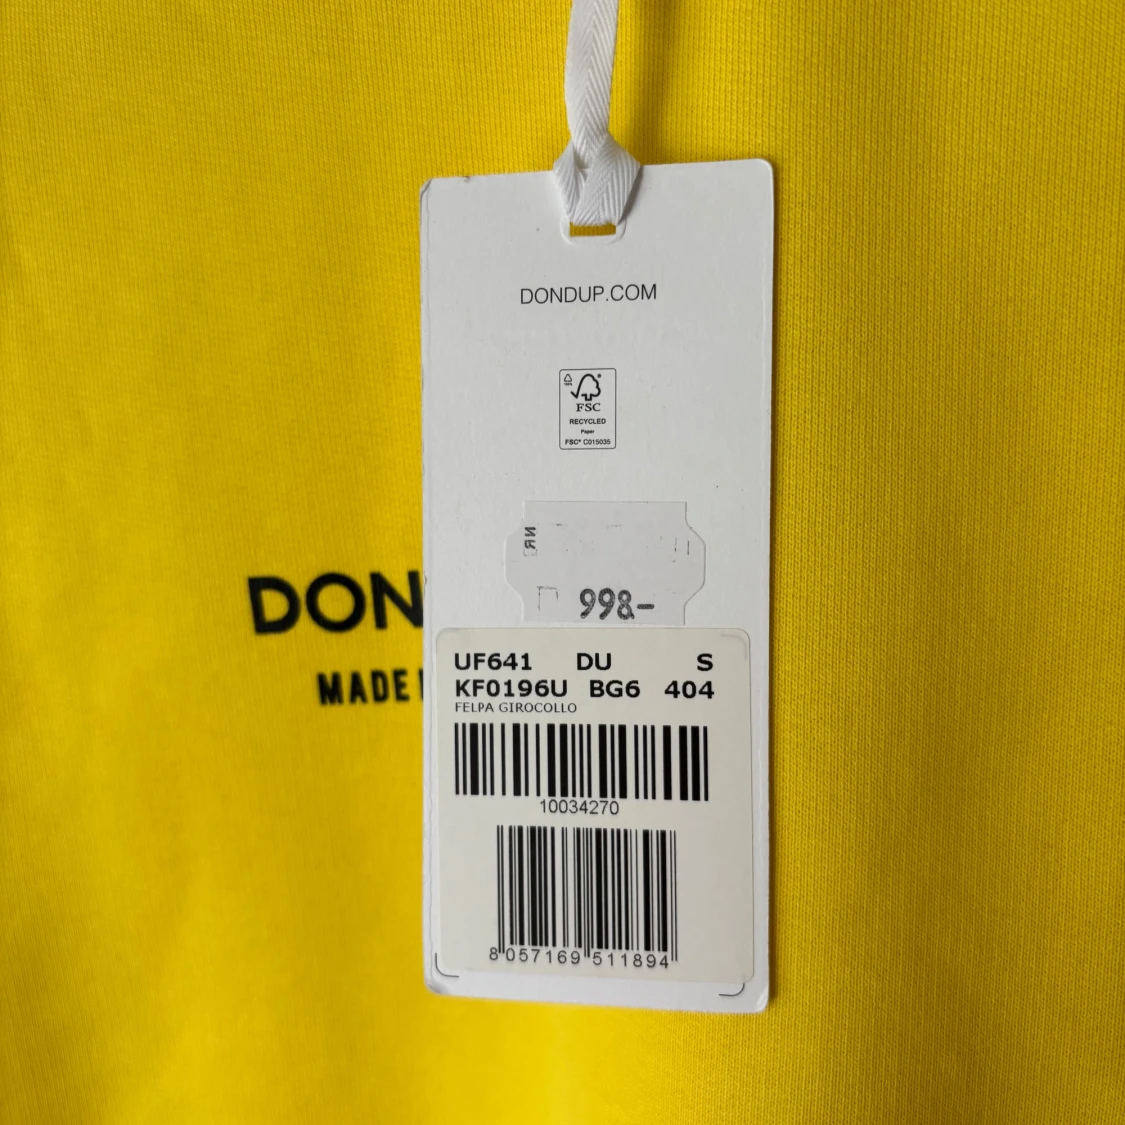 DONDUP.COM
FSC
RECYCLED
Paper
FSC® C015035
998.-
DON
MADE
UF641 DU S
KF0196U BG6 404
FELPA GIROCOLLO
10034270
8 057169 511894